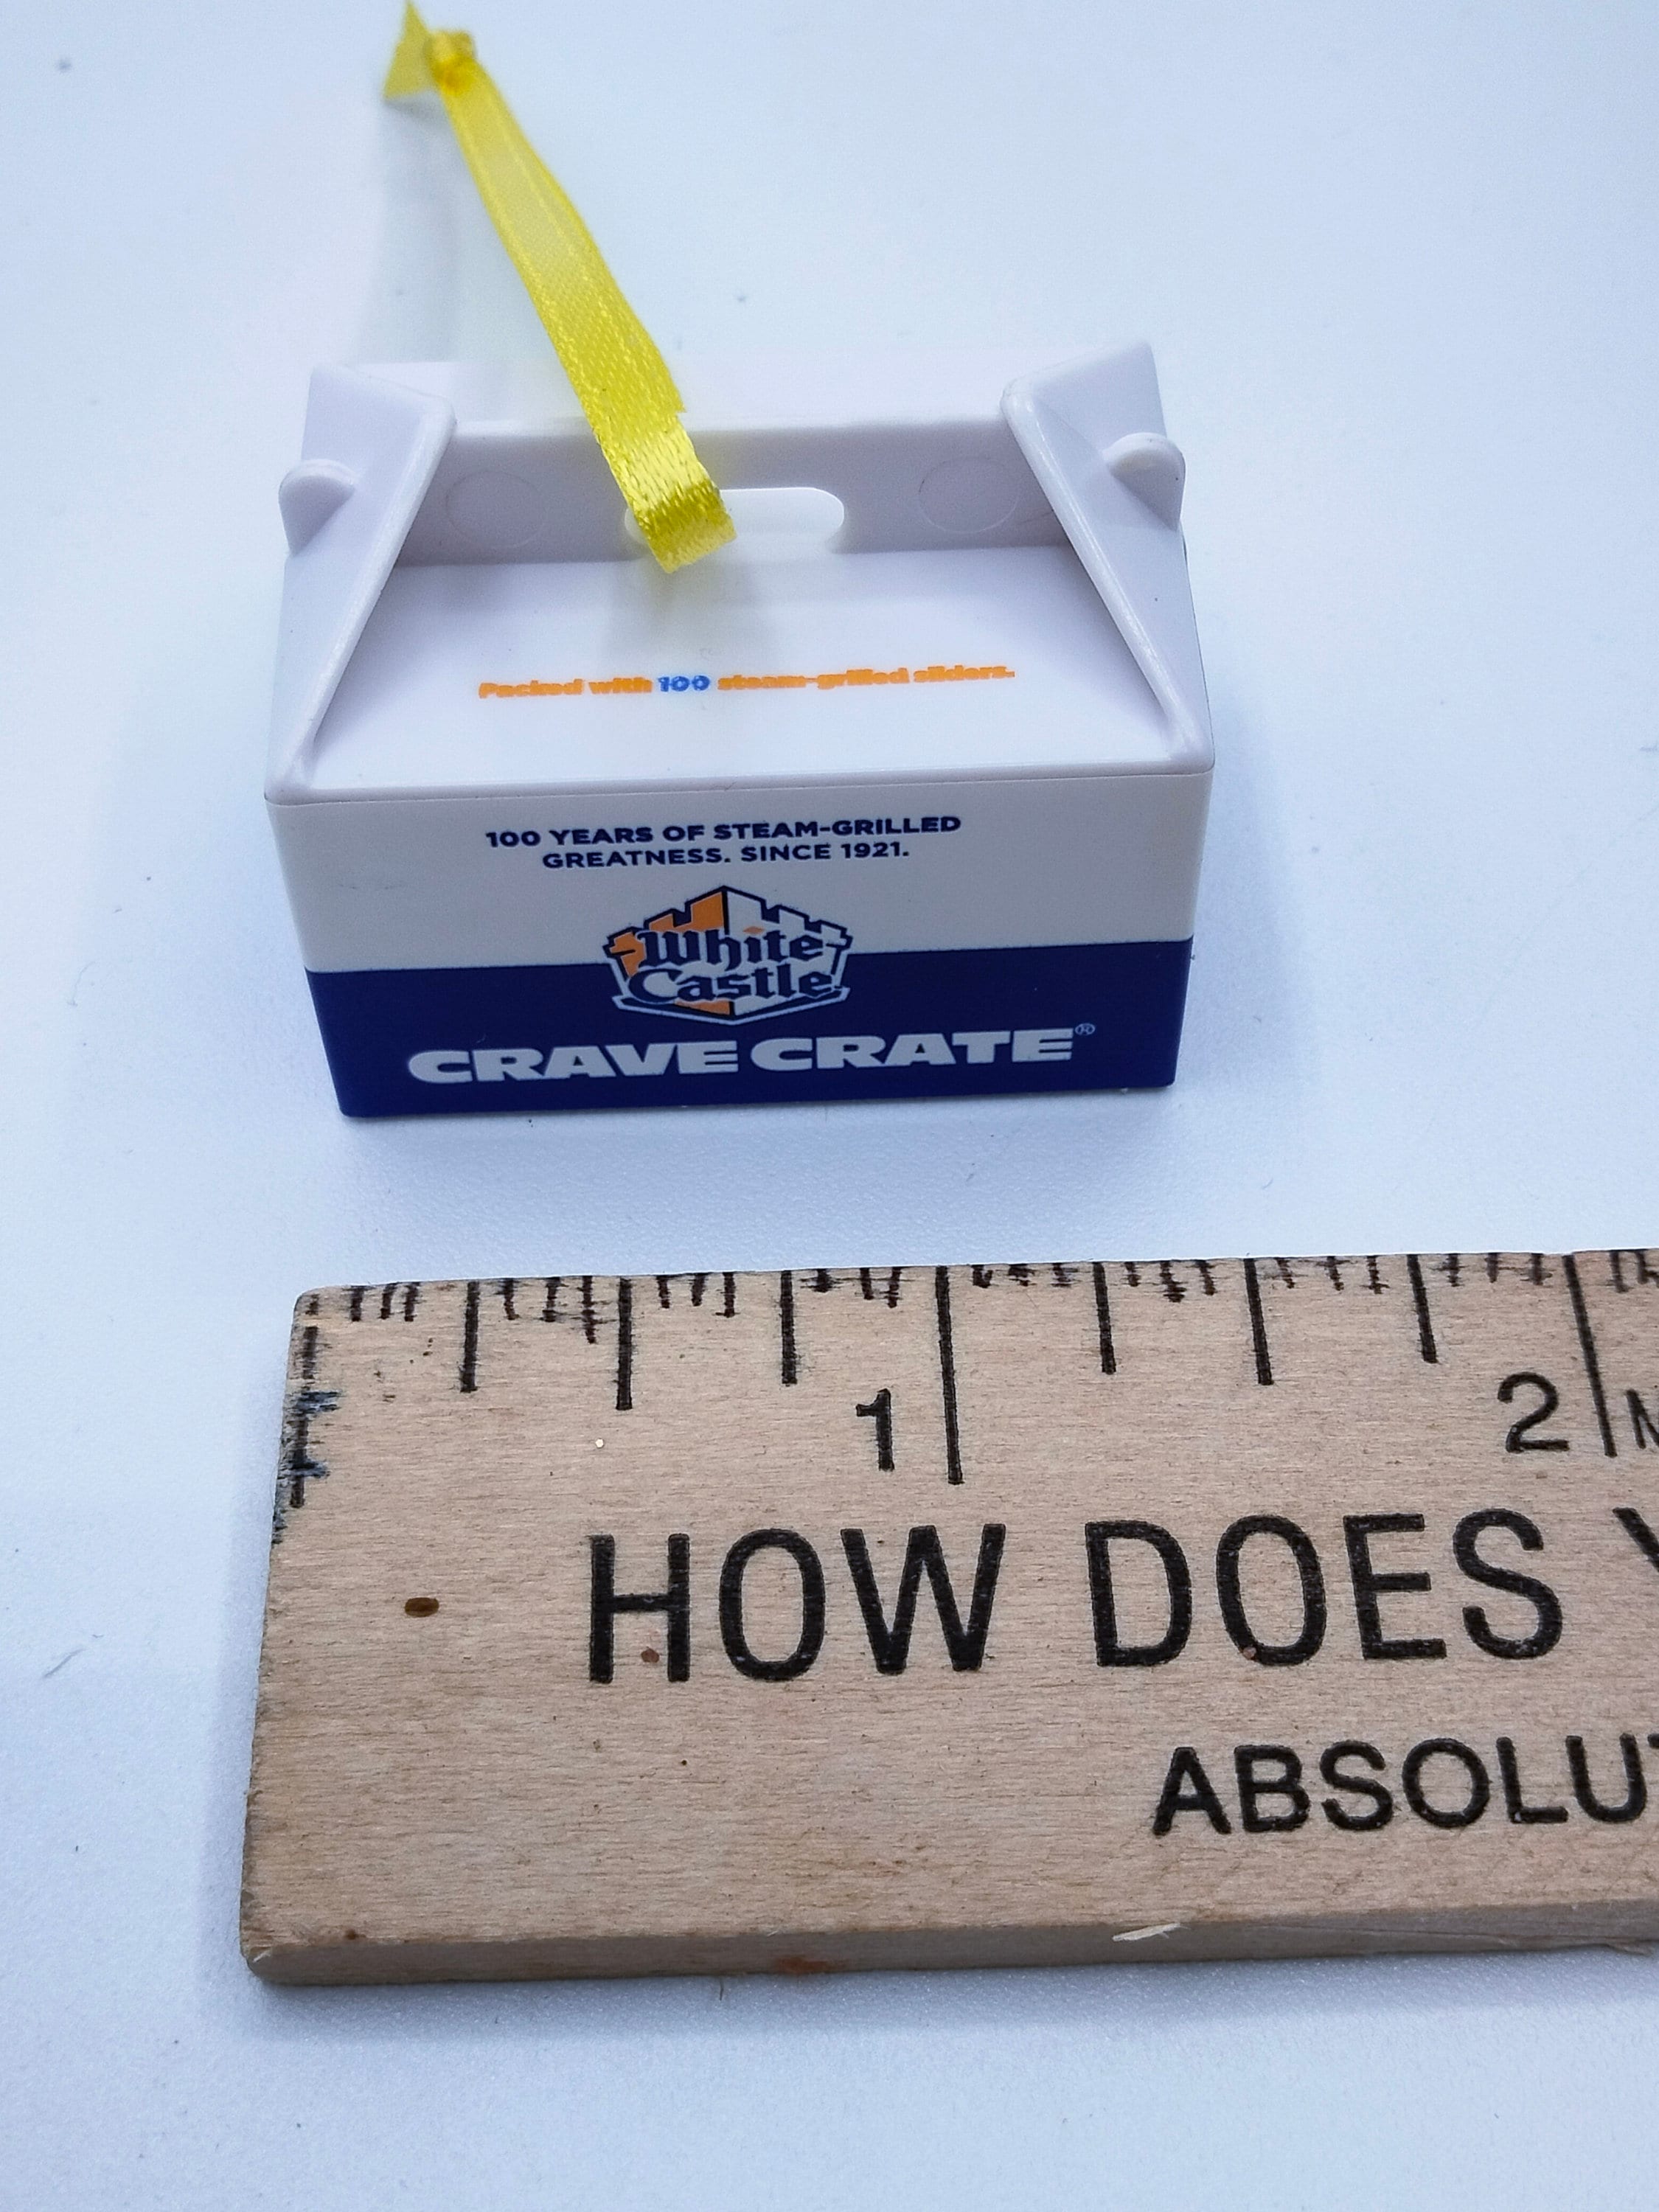 Packed with 100 steam-grilled sliders.
100 YEARS OF STEAM-GRILLED
GREATNESS. SINCE 1921.
White
Castle
CRAVE CRATE®
1 2
HOW DOES
ABSOLU